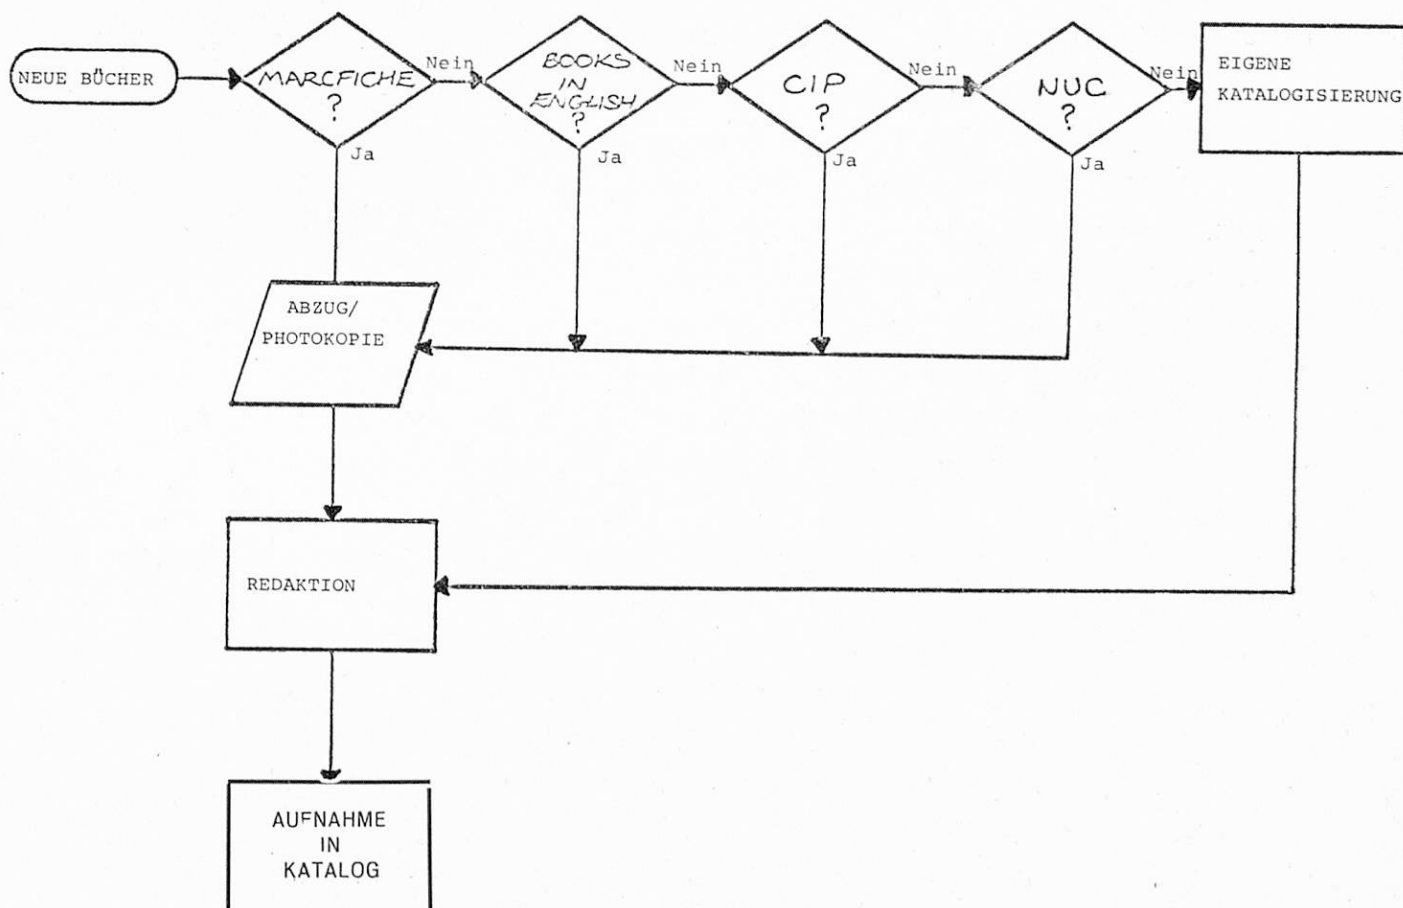 NEUE BÜCHER
MARCFICHE
?
Nein
Ja
BOOKS
IN
ENGLISH
?
Nein
Ja
CIP
?
Nein
Ja
NUC
?
Nein
Ja
EIGENE
KATALOGISIERUNG
ABZUG/
PHOTOKOPIE
REDAKTION
AUFNAHME
IN
KATALOG